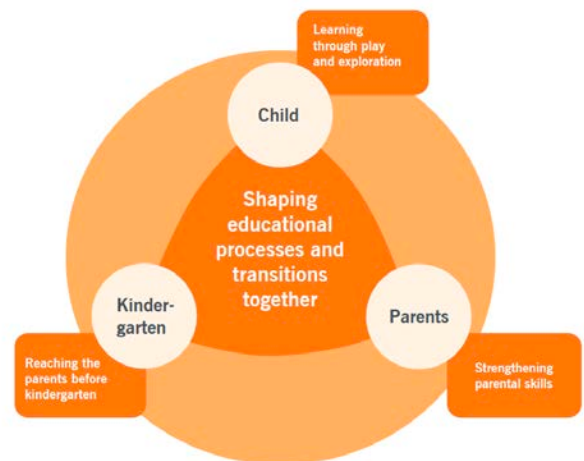 Learning
through play
and exploration
Child
Shaping
educational
processes and
transitions
together
Kinder-
garten
Parents
Reaching the
parents before
kindergarten
Strengthening
parental skills